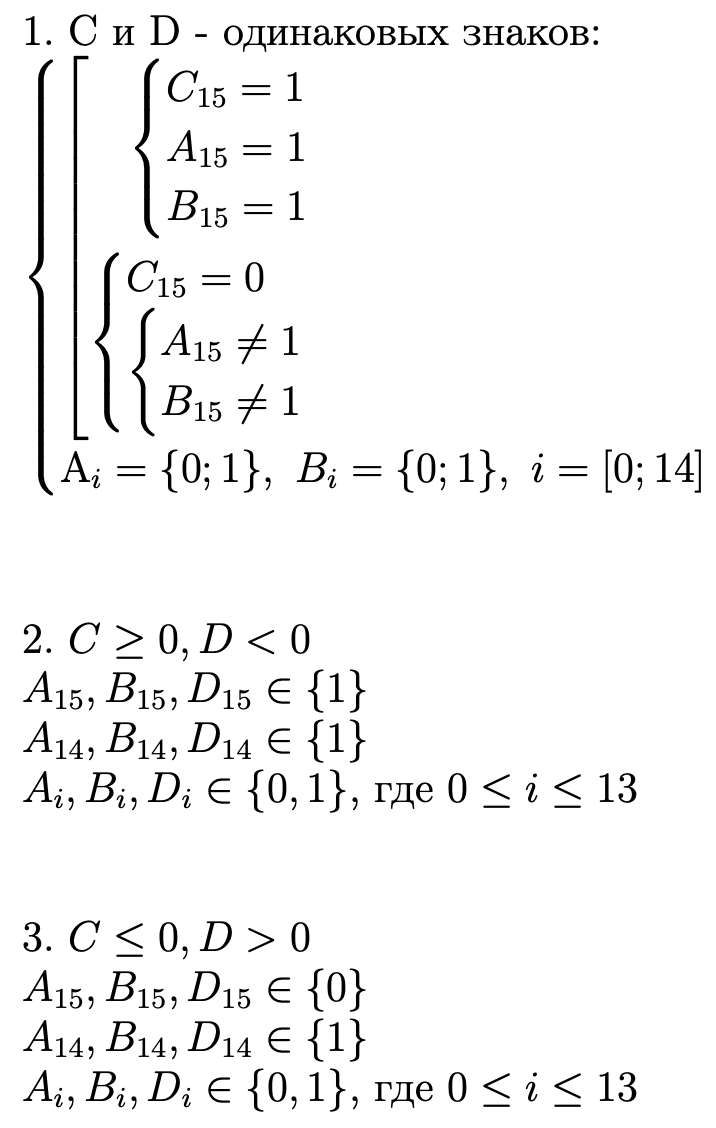 1. С и D - одинаковых знаков:
C₁₅ = 1
A₁₅ = 1
B₁₅ = 1
C₁₅ = 0
A₁₅ ≠ 1
B₁₅ ≠ 1
Aᵢ = {0; 1}, Bᵢ = {0; 1}, i = [0; 14]
2. C ≥ 0, D < 0
A₁₅, B₁₅, D₁₅ ∈ {1}
A₁₄, B₁₄, D₁₄ ∈ {1}
Aᵢ, Bᵢ, Dᵢ ∈ {0, 1}, где 0 ≤ i ≤ 13
3. C ≤ 0, D > 0
A₁₅, B₁₅, D₁₅ ∈ {0}
A₁₄, B₁₄, D₁₄ ∈ {1}
Aᵢ, Bᵢ, Dᵢ ∈ {0, 1}, где 0 ≤ i ≤ 13